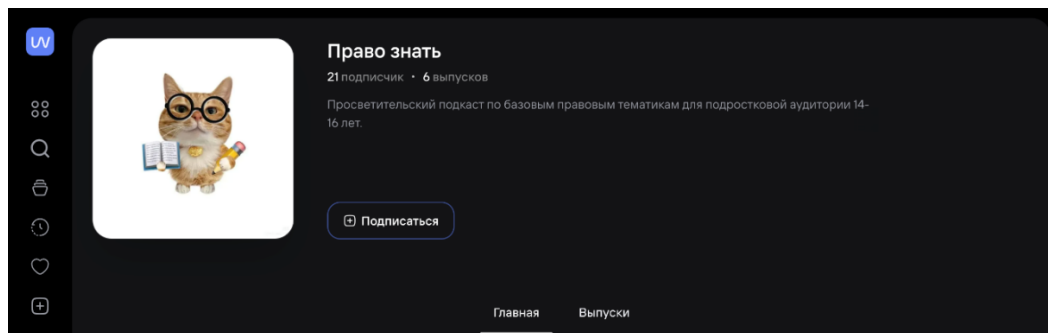 Право знать
21 подписчик • 6 выпусков
Просветительский подкаст по базовым правовым тематикам для подростковой аудитории 14-
16 лет.
Подписаться
Главная Выпуски